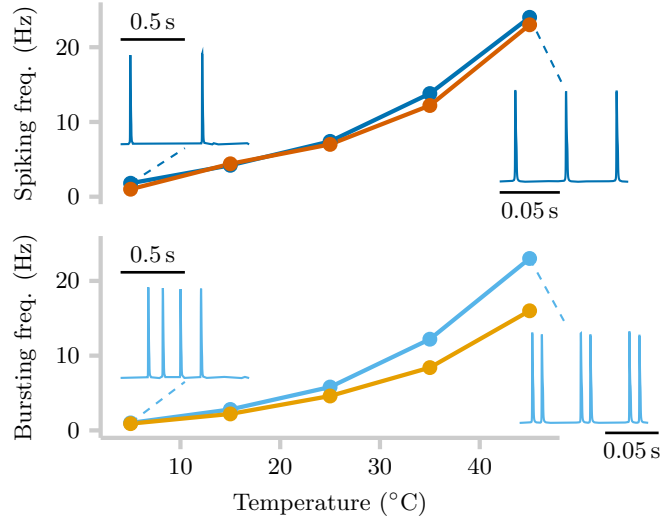 0.5 s
Spiking freq. (Hz)
20
10
0
0.05 s
0.5 s
Bursting freq. (Hz)
20
10
0
0.05 s
10 20 30 40
Temperature (°C)